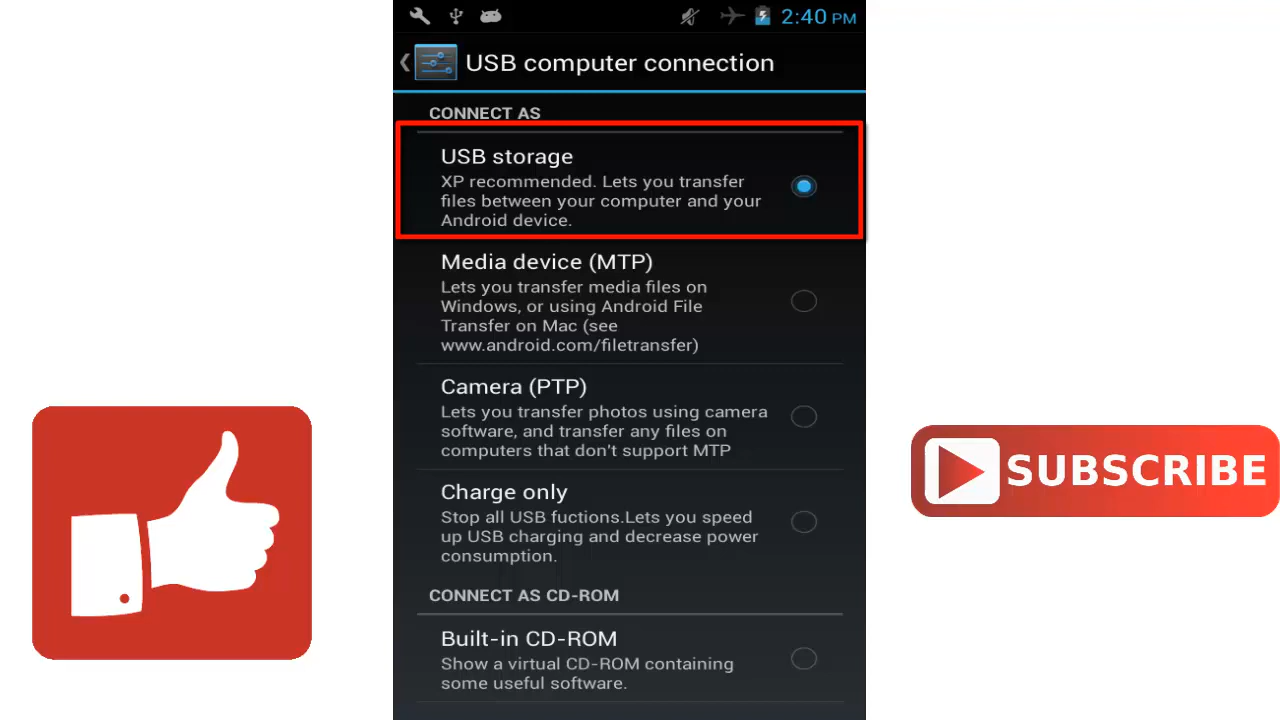 2:40 PM
USB computer connection
CONNECT AS
USB storage
XP recommended. Lets you transfer
files between your computer and your
Android device.
Media device (MTP)
Lets you transfer media files on
Windows, or using Android File
Transfer on Mac (see
www.android.com/filetransfer)
Camera (PTP)
Lets you transfer photos using camera
software, and transfer any files on
computers that don't support MTP
Charge only
Stop all USB fuctions.Lets you speed
up USB charging and decrease power
consumption.
CONNECT AS CD-ROM
Built-in CD-ROM
Show a virtual CD-ROM containing
some useful software.
SUBSCRIBE